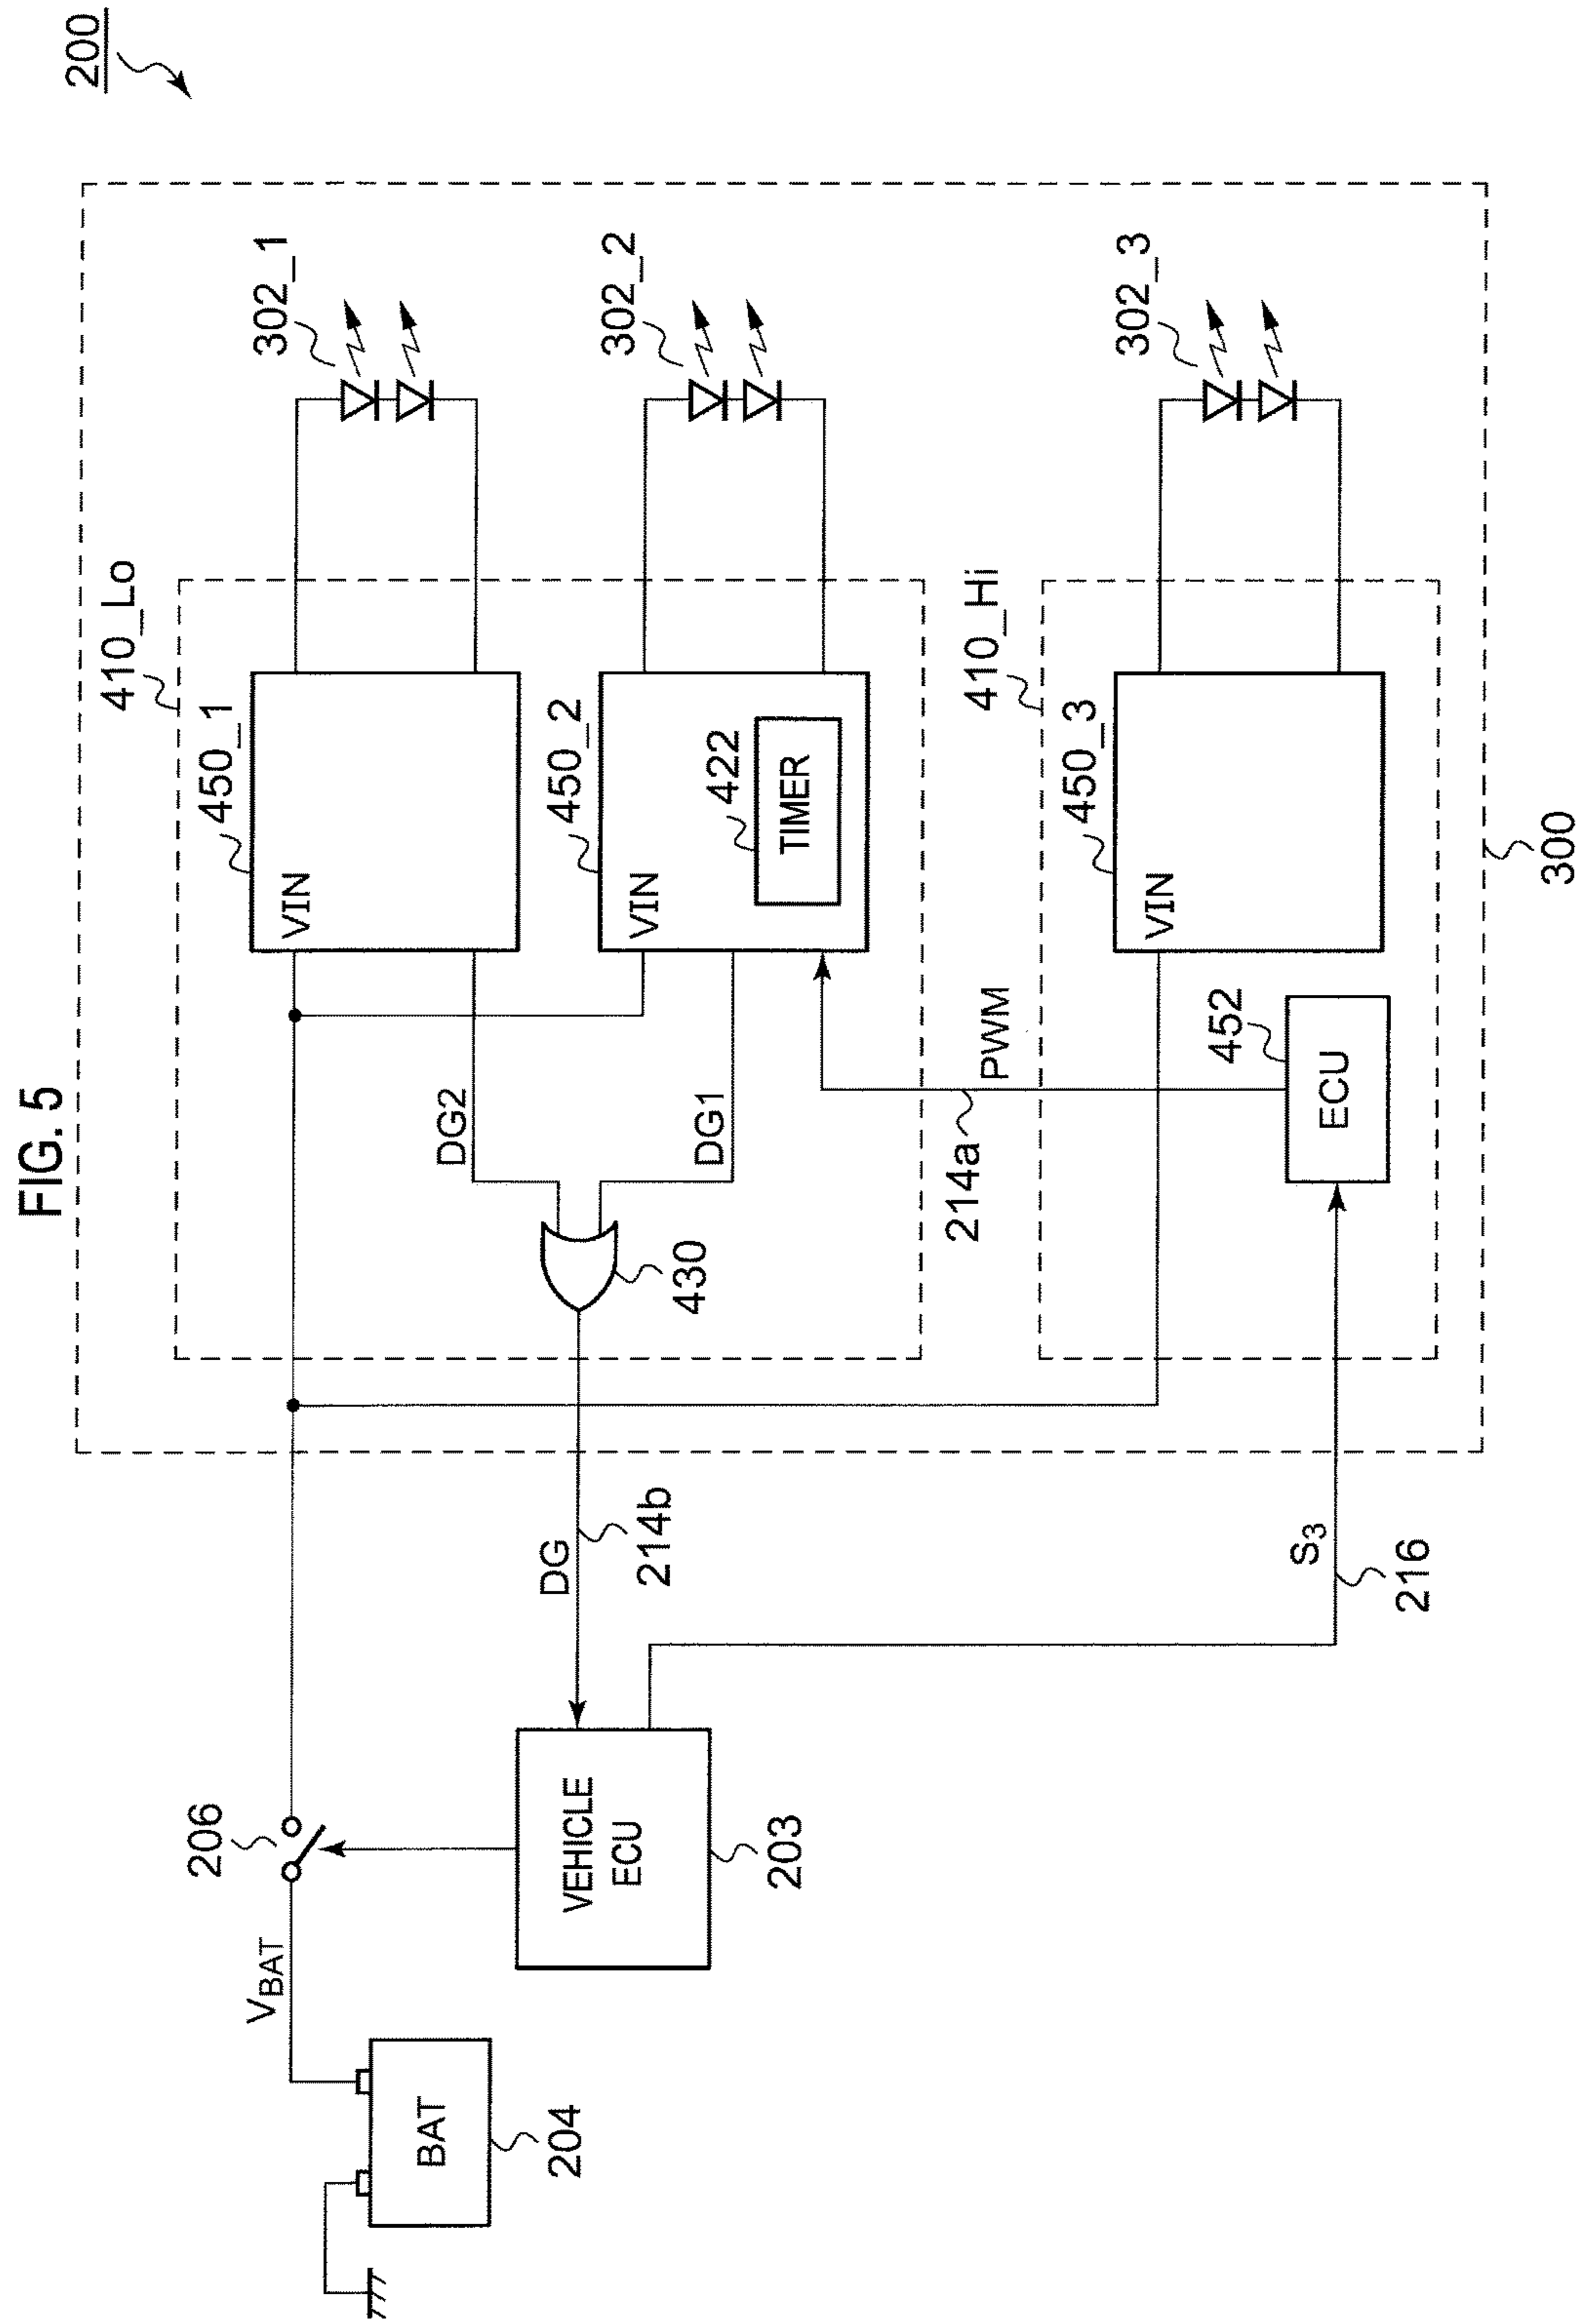 FIG. 5
200
302_1
302_2
302_3
410_Lo
450_1
VIN
450_2
VIN
422
TIMER
410_Hi
450_3
VIN
300
DG2
DG1
PWM
214a
452
ECU
430
DG
214b
S3
216
206
VEHICLE
ECU
203
VBAT
BAT
204